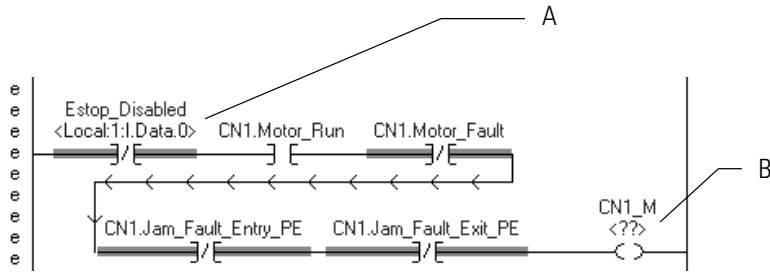 A
Estop_Disabled
<Local:1:I.Data.0> CN1.Motor_Run CN1.Motor_Fault
B
CN1_M
CN1.Jam_Fault_Entry_PE CN1.Jam_Fault_Exit_PE <??>
e
e
e
e
e
e
e
e
e